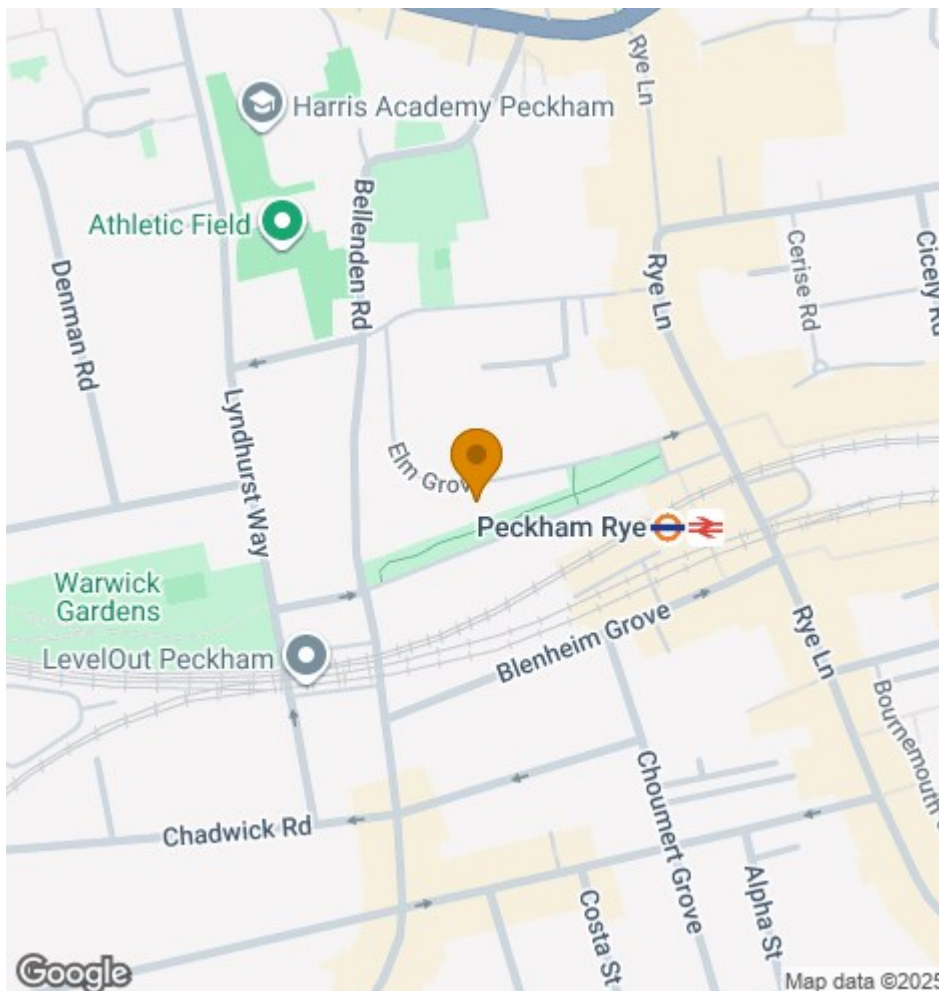 Rye Ln
Harris Academy Peckham
Athletic Field
Bellenden Rd
Denman Rd
Rye Ln
Cerise Rd
Cicely Rd
Lyndhurst Way
Elm Grove
Peckham Rye
Warwick
Gardens
LevelOut Peckham
Blenheim Grove
Rye Ln
Bournemouth
Choumert Grove
Chadwick Rd
Alpha St
Costa St
Google
Map data ©2025